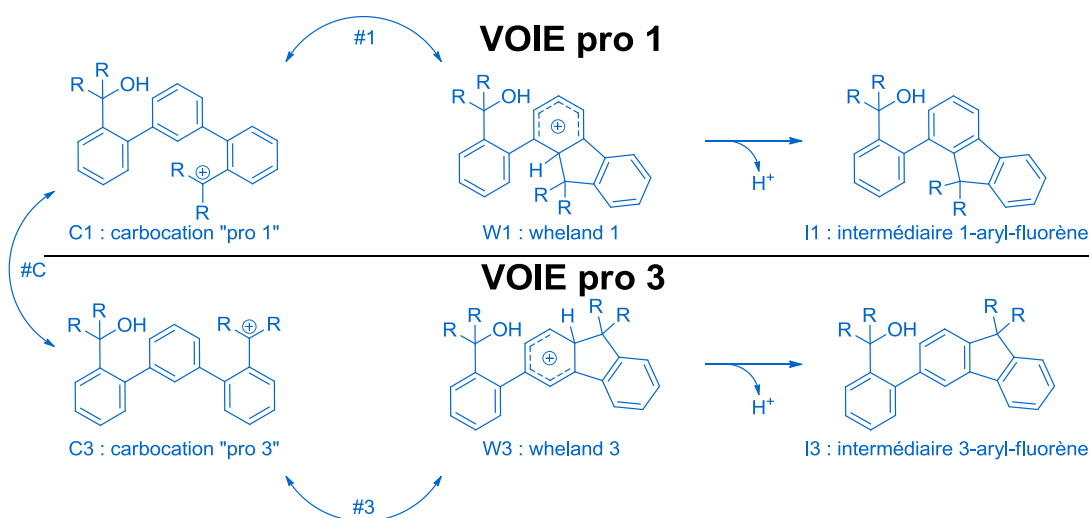 #1
VOIE pro 1
R
R
OH
R
⊕
R
C1 : carbocation "pro 1"
R
R
OH
⊕
H
R
R
W1 : wheland 1
H⁺
R
R
OH
R
R
I1 : intermédiaire 1-aryl-fluorène
#C
VOIE pro 3
R
R
OH
R
⊕
R
C3 : carbocation "pro 3"
R
R
OH
H
R
R
⊕
W3 : wheland 3
H⁺
R
R
OH
R
R
I3 : intermédiaire 3-aryl-fluorène
#3